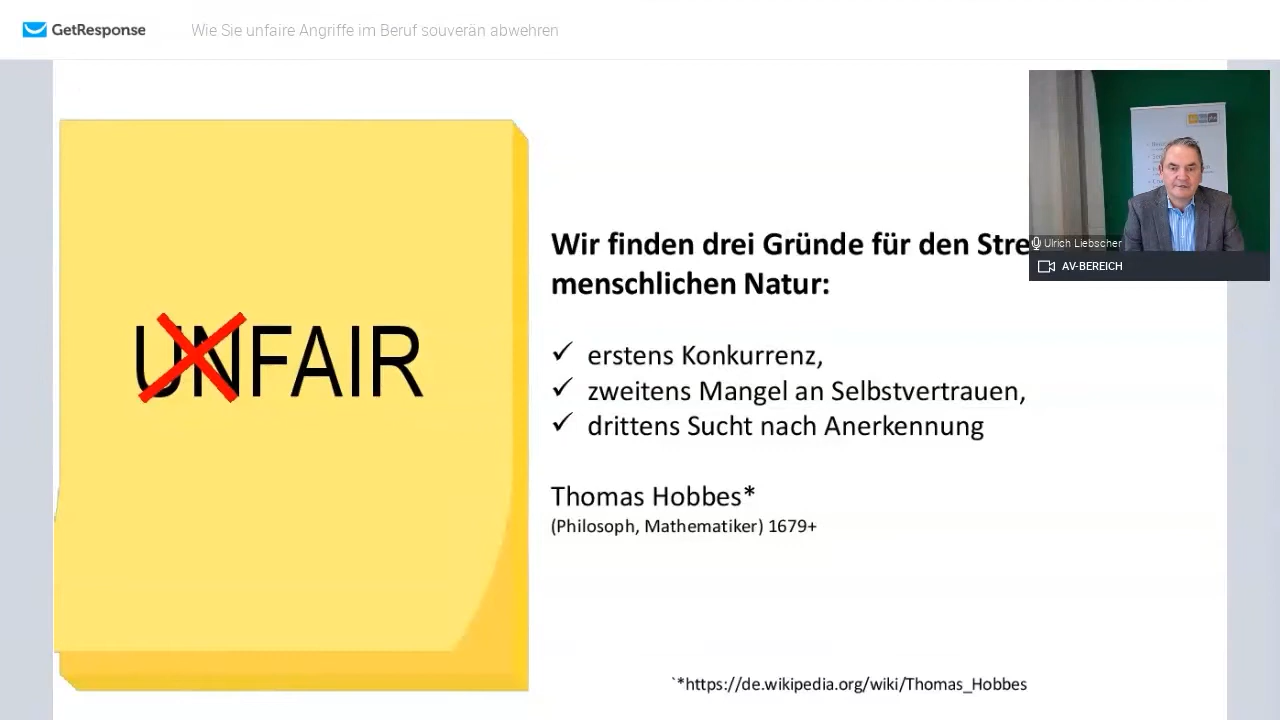 GetResponse
Wie Sie unfaire Angriffe im Beruf souverän abwehren
UNFAIR
Wir finden drei Gründe für den Stre
menschlichen Natur:
✓ erstens Konkurrenz,
✓ zweitens Mangel an Selbstvertrauen,
✓ drittens Sucht nach Anerkennung
Thomas Hobbes*
(Philosoph, Mathematiker) 1679+
`*https://de.wikipedia.org/wiki/Thomas_Hobbes
Ulrich Liebscher
AV-BEREICH